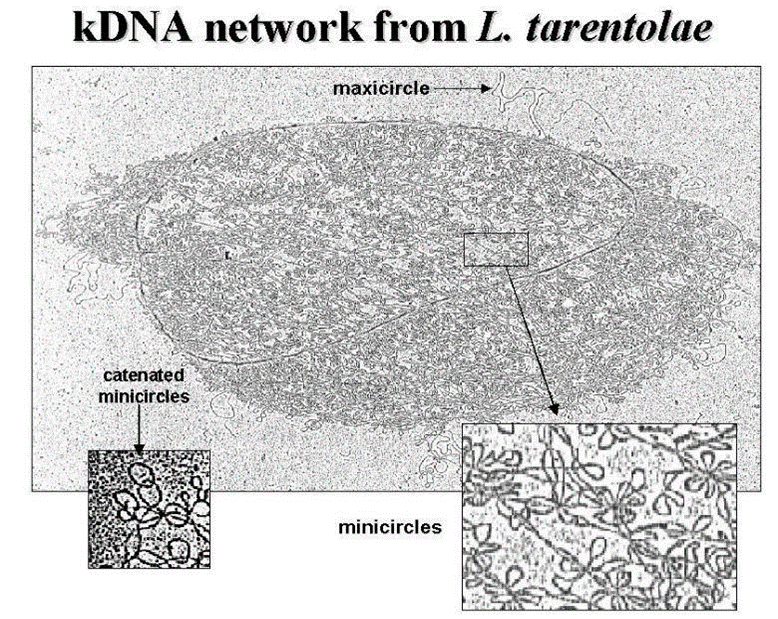 kDNA network from L. tarentolae
maxicircle
catenated
minicircles
minicircles